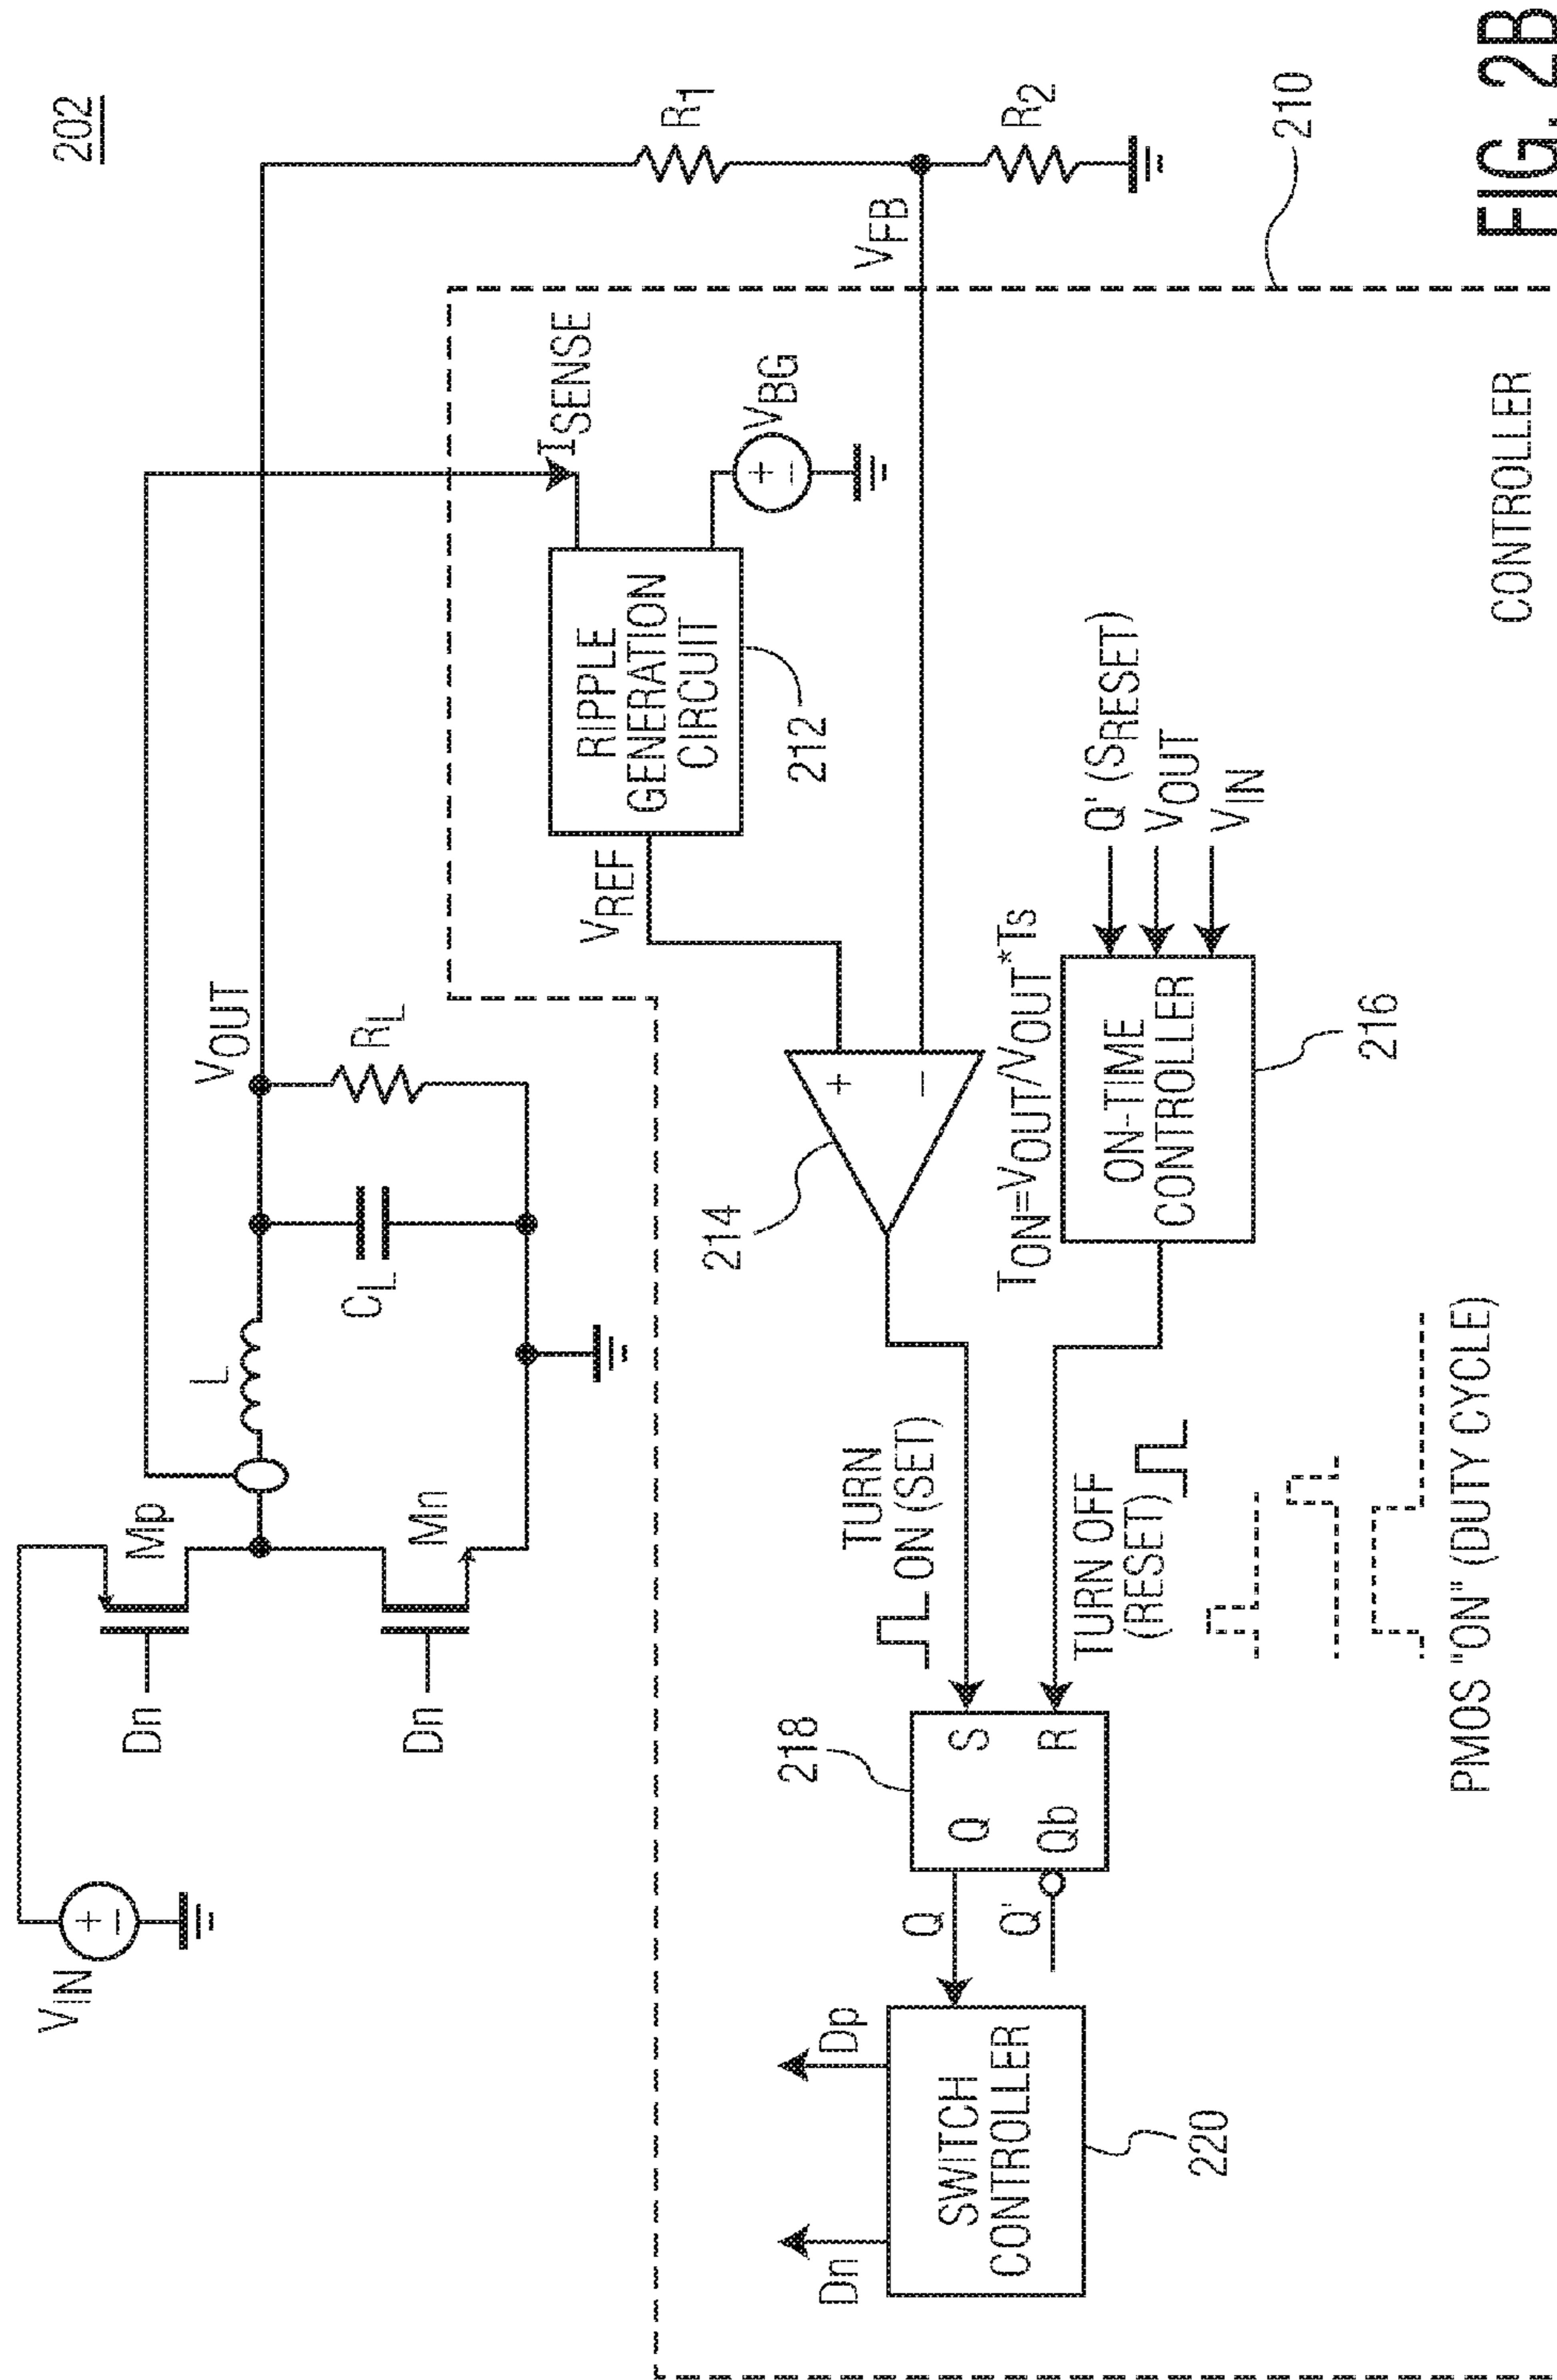 202
VIN
Dn
Mp
Dn
Mn
L
CL
VOUT
RL
R1
VFB
R2
ISENSE
RIPPLE
GENERATION
CIRCUIT
212
VBG
+
−
VREF
+
−
214
TON=VOUT/VOUT*Ts
ON-TIME
CONTROLLER
216
Q' (SRESET)
VOUT
VIN
TURN
ON (SET)
TURN OFF
(RESET)
PMOS "ON" (DUTY CYCLE)
218
Q S
Qb R
Q
Q'
Dn
Dp
SWITCH
CONTROLLER
220
+
−
CONTROLLER
210
FIG. 2B